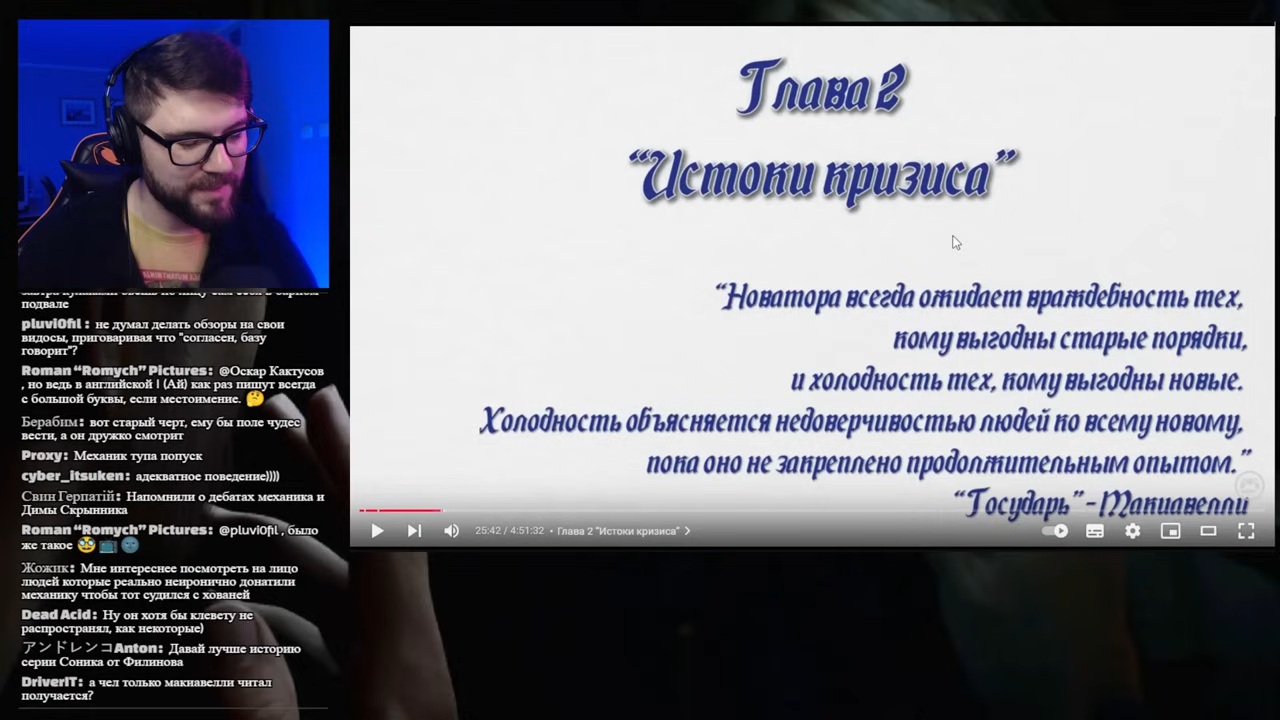 Глава 2
“Истоки кризиса”
“Новатора всегда ожидает враждебность тех,
кому выгодны старые порядки,
и холодность тех, кому выгодны новые.
Холодность объясняется недоверчивостью людей ко всему новому,
пока оно не закреплено продолжительным опытом.”
“Государь” - Макиавелли
25:42 / 4:51:32 • Глава 2 “Истоки кризиса”
подвале
pluvi0fil : не думал делать обзоры на свои
видосы, приговаривая что "согласен, базу
говорит"?
Roman “Romych” Pictures : @Оскар Кактусов
, но ведь в английской I (Ай) как раз пишут всегда
с большой буквы, если местоимение. 🤔
Берабим : вот старый черт, ему бы поле чудес
вести, а он дружко смотрит
Proxy : Механик тупа попуск
cyber_itsuken : адекватное поведение))))
Свин Герпатій : Напомнили о дебатах механика и
Димы Скрынника
Roman “Romych” Pictures : @pluvi0fil , было
же такое 🥸 📺 🌚
Жожик : Мне интереснее посмотреть на лицо
людей которые реально неиронично донатили
механику чтобы тот судился с хованей
Dead Acid : Ну он хотя бы клевету не
распространял, как некоторые)
アンドレンコAnton : Давай лучше историю
серии Соника от Филинова
DriverIT : а чел только макиавелли читал
получается?